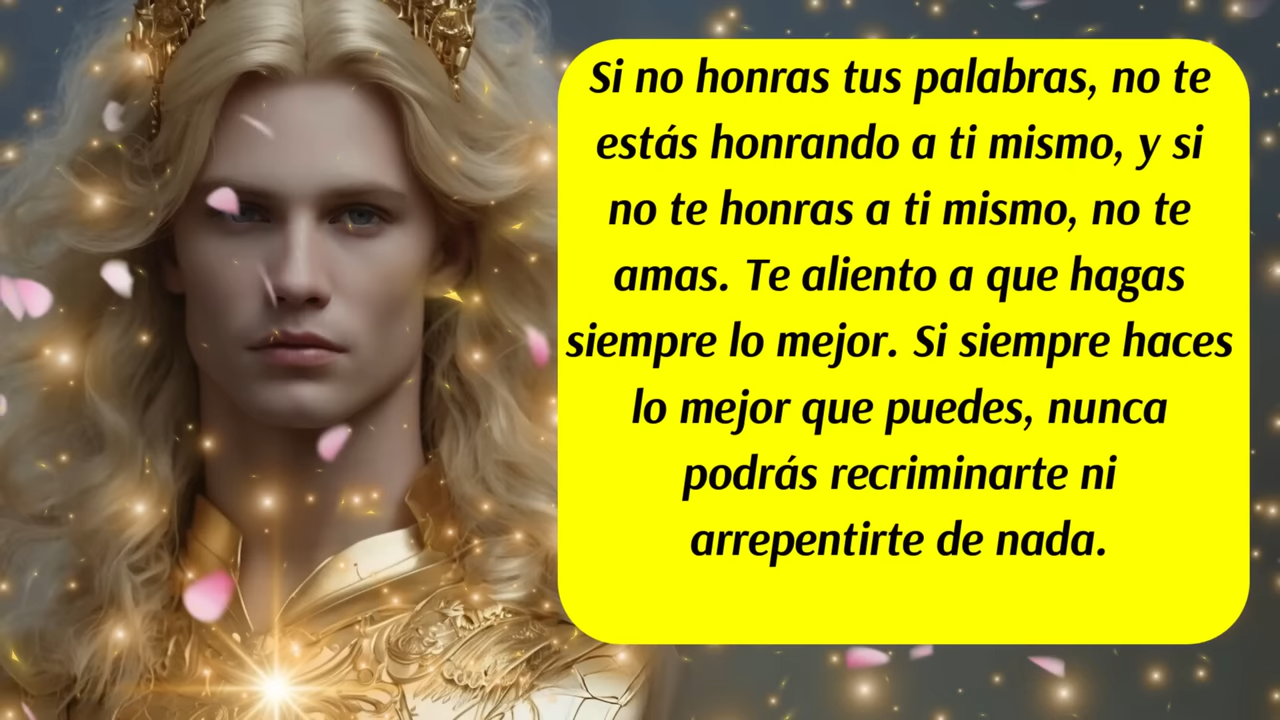 Si no honras tus palabras, no te
estás honrando a ti mismo, y si
no te honras a ti mismo, no te
amas. Te aliento a que hagas
siempre lo mejor. Si siempre haces
lo mejor que puedes, nunca
podrás recriminarte ni
arrepentirte de nada.